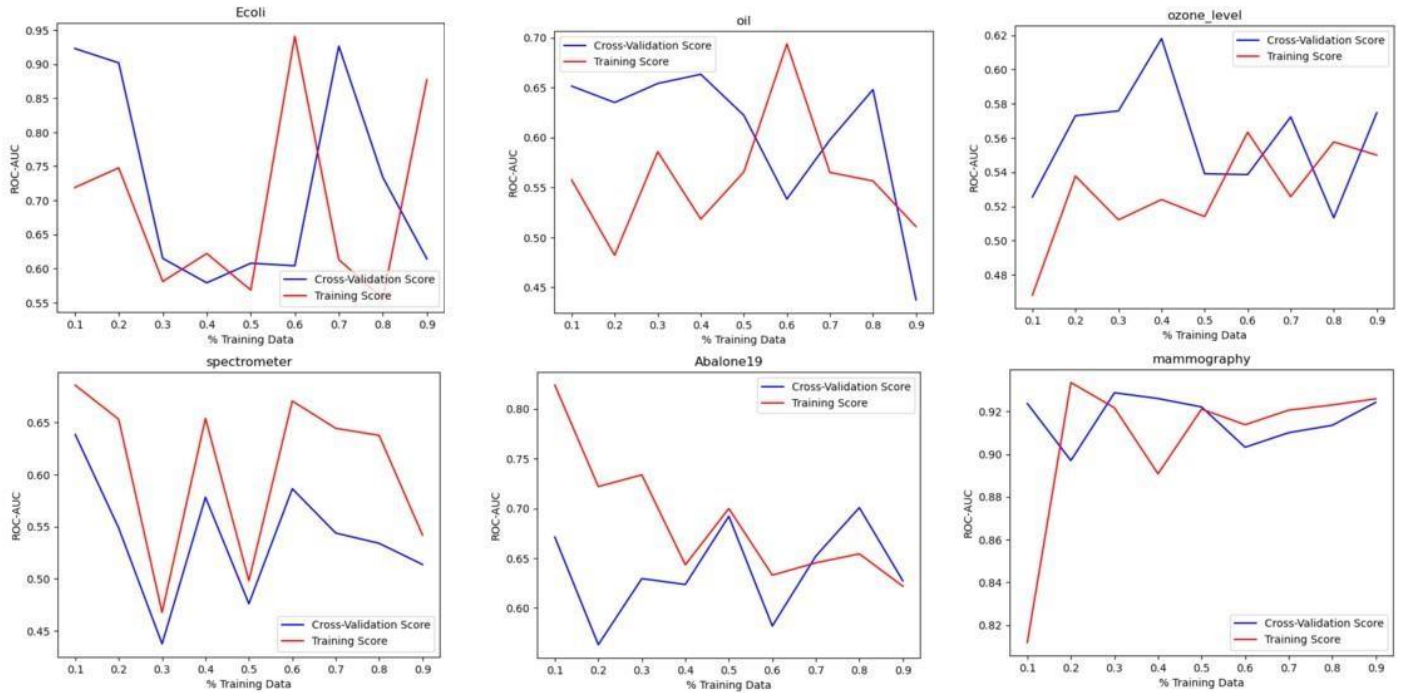 Ecoli
0.95
0.90
0.85
0.80
0.75
0.70
0.65
0.60
0.55
ROC-AUC
Cross-Validation Score
Training Score
0.1 0.2 0.3 0.4 0.5 0.6 0.7 0.8 0.9
% Training Data
oil
0.70
0.65
0.60
0.55
0.50
0.45
ROC-AUC
Cross-Validation Score
Training Score
0.1 0.2 0.3 0.4 0.5 0.6 0.7 0.8 0.9
% Training Data
ozone_level
0.62
0.60
0.58
0.56
0.54
0.52
0.50
0.48
ROC-AUC
Cross-Validation Score
Training Score
0.1 0.2 0.3 0.4 0.5 0.6 0.7 0.8 0.9
% Training Data
spectrometer
0.65
0.60
0.55
0.50
0.45
ROC-AUC
Cross-Validation Score
Training Score
0.1 0.2 0.3 0.4 0.5 0.6 0.7 0.8 0.9
% Training Data
Abalone19
0.80
0.75
0.70
0.65
0.60
ROC-AUC
Cross-Validation Score
Training Score
0.1 0.2 0.3 0.4 0.5 0.6 0.7 0.8 0.9
% Training Data
mammography
0.92
0.90
0.88
0.86
0.84
0.82
ROC-AUC
Cross-Validation Score
Training Score
0.1 0.2 0.3 0.4 0.5 0.6 0.7 0.8 0.9
% Training Data